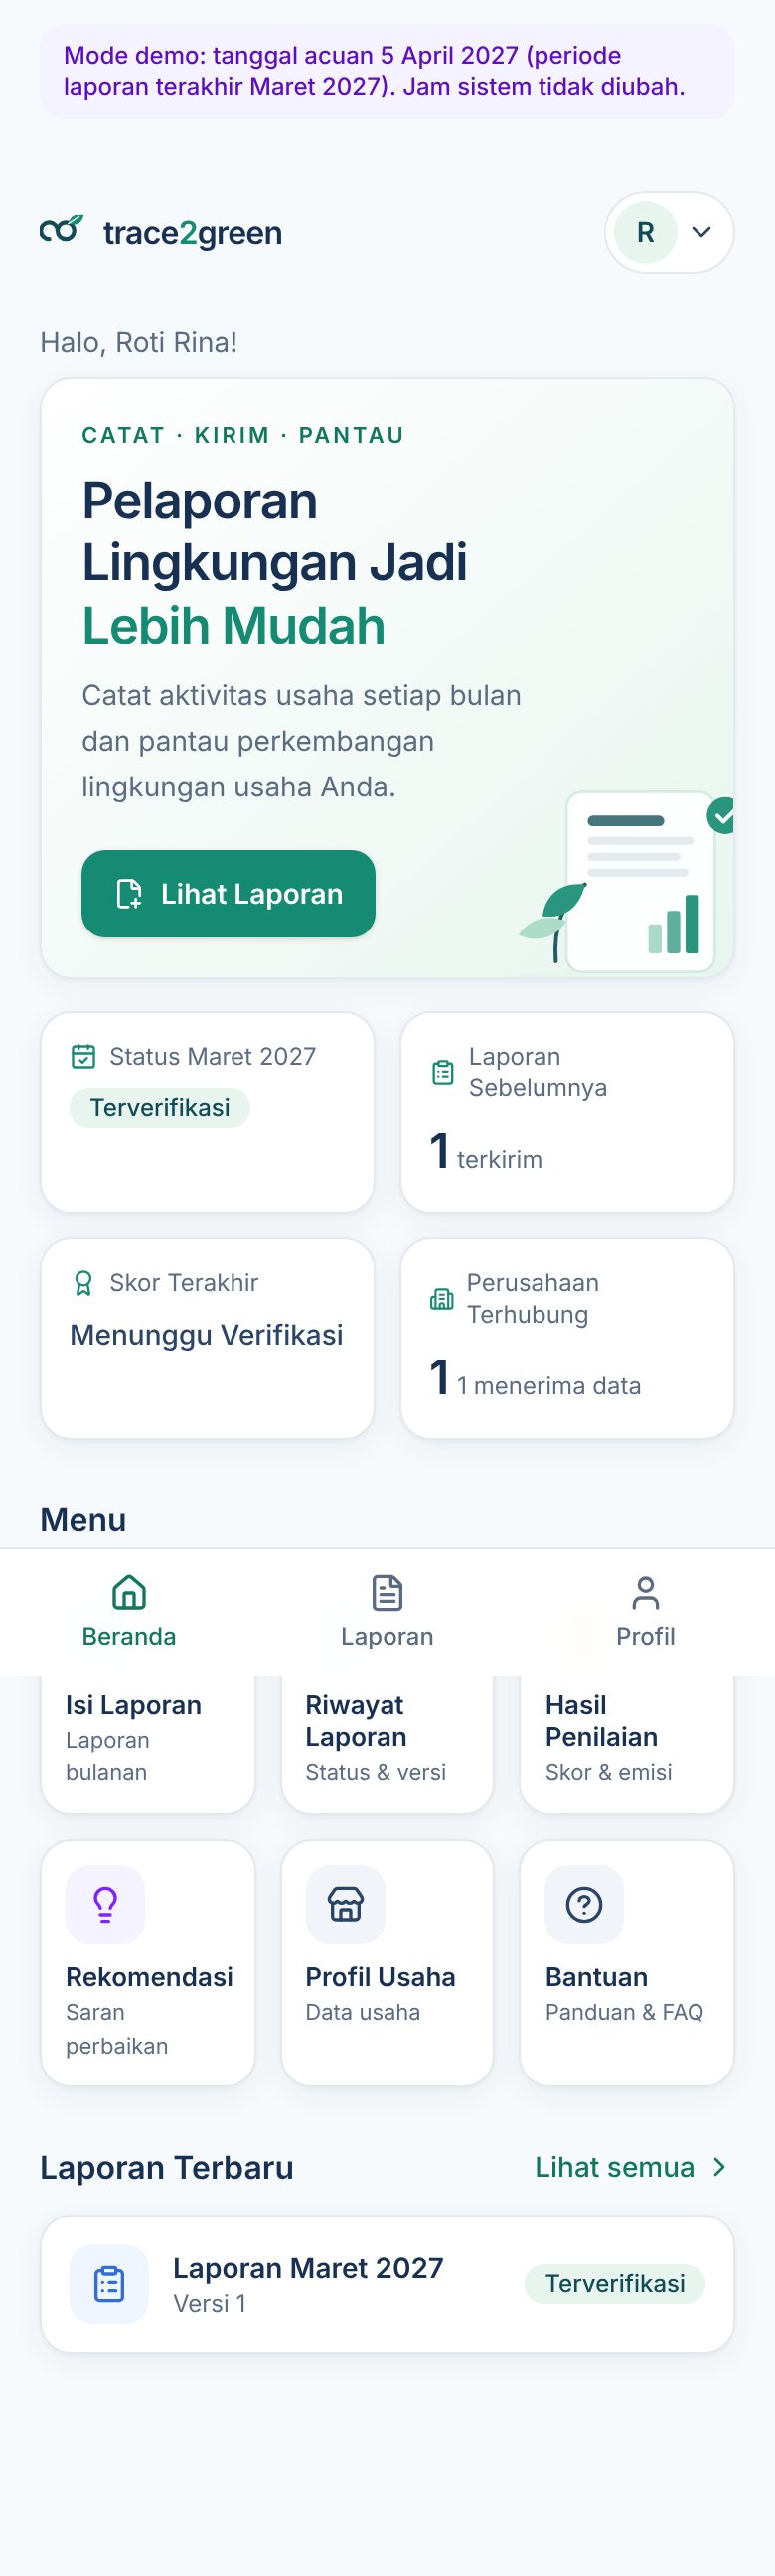 Mode demo: tanggal acuan 5 April 2027 (periode
laporan terakhir Maret 2027). Jam sistem tidak diubah.
trace2green
R
Halo, Roti Rina!
CATAT · KIRIM · PANTAU
Pelaporan
Lingkungan Jadi
Lebih Mudah
Catat aktivitas usaha setiap bulan
dan pantau perkembangan
lingkungan usaha Anda.
Lihat Laporan
Status Maret 2027
Terverifikasi
Laporan
Sebelumnya
1 terkirim
Skor Terakhir
Menunggu Verifikasi
Perusahaan
Terhubung
1 1 menerima data
Menu
Beranda
Laporan
Profil
Isi Laporan
Laporan
bulanan
Riwayat
Laporan
Status & versi
Hasil
Penilaian
Skor & emisi
Rekomendasi
Saran
perbaikan
Profil Usaha
Data usaha
Bantuan
Panduan & FAQ
Laporan Terbaru
Lihat semua
Laporan Maret 2027
Versi 1
Terverifikasi